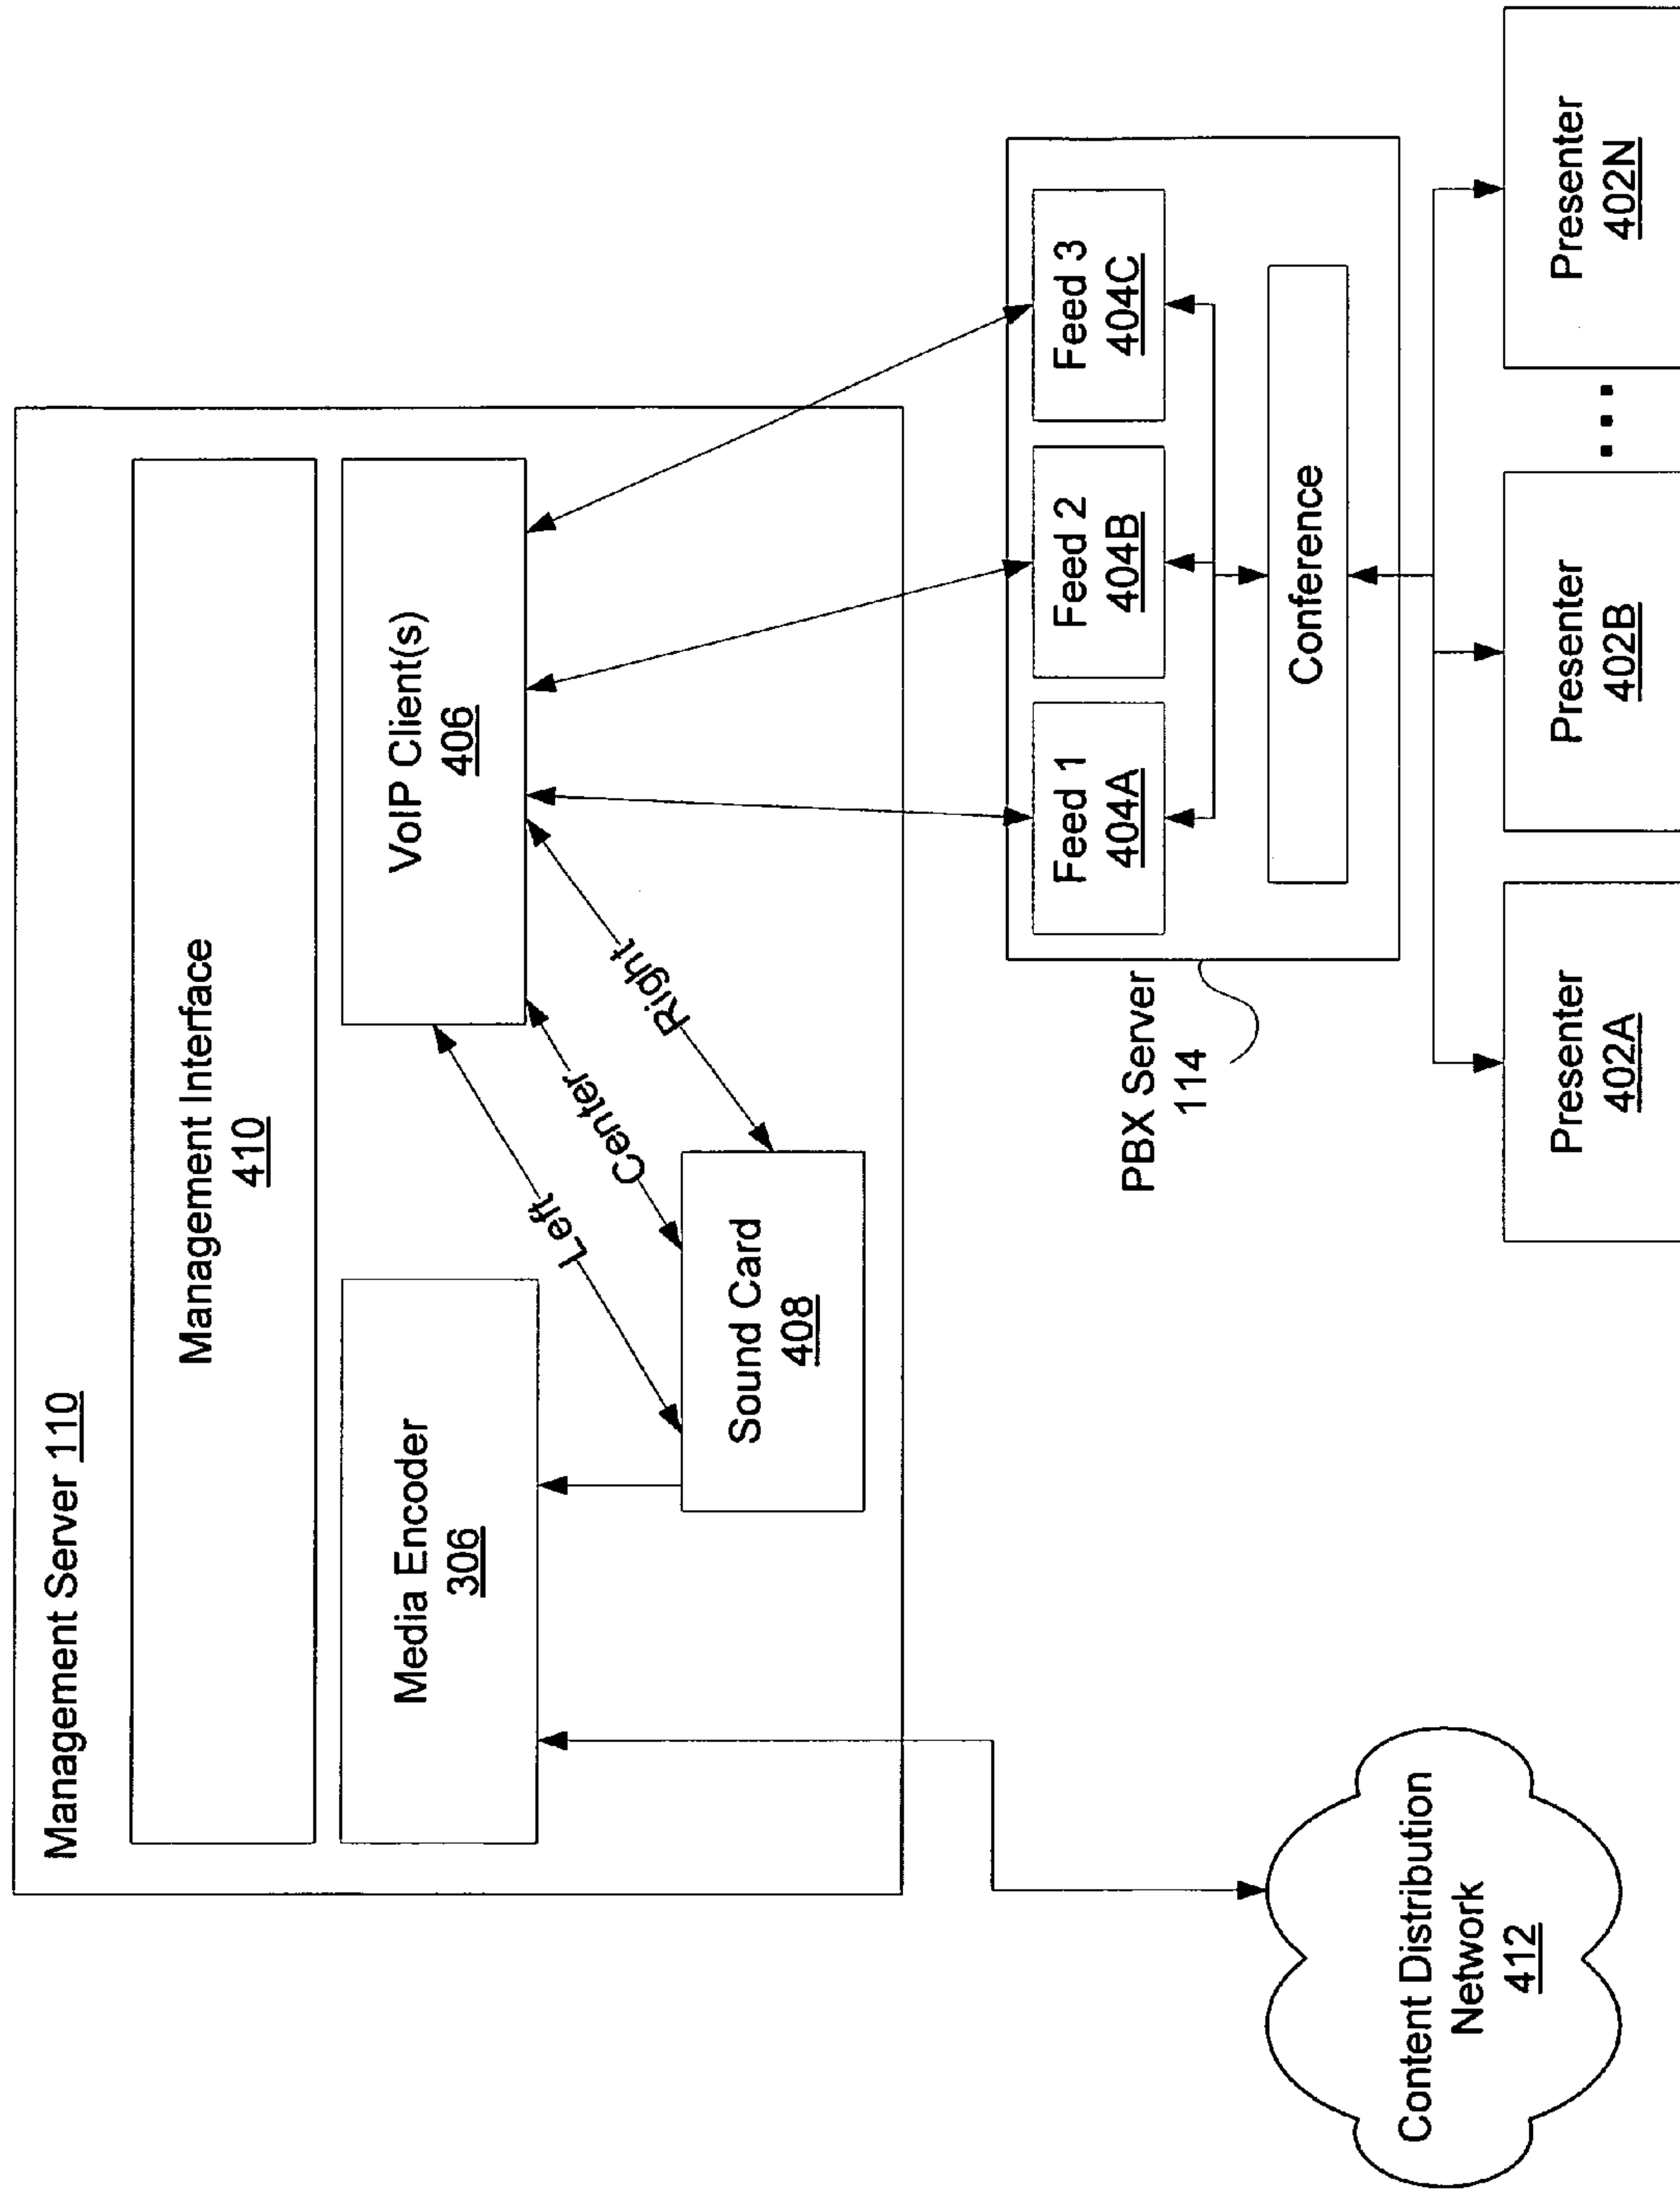 Management Server 110
Management Interface
410
Media Encoder
306
VoIP Client(s)
406
Left
Center
Right
Sound Card
408
PBX Server
114
Feed 1
404A
Feed 2
404B
Feed 3
404C
Conference
Content Distribution
Network
412
Presenter
402A
Presenter
402B
...
Presenter
402N